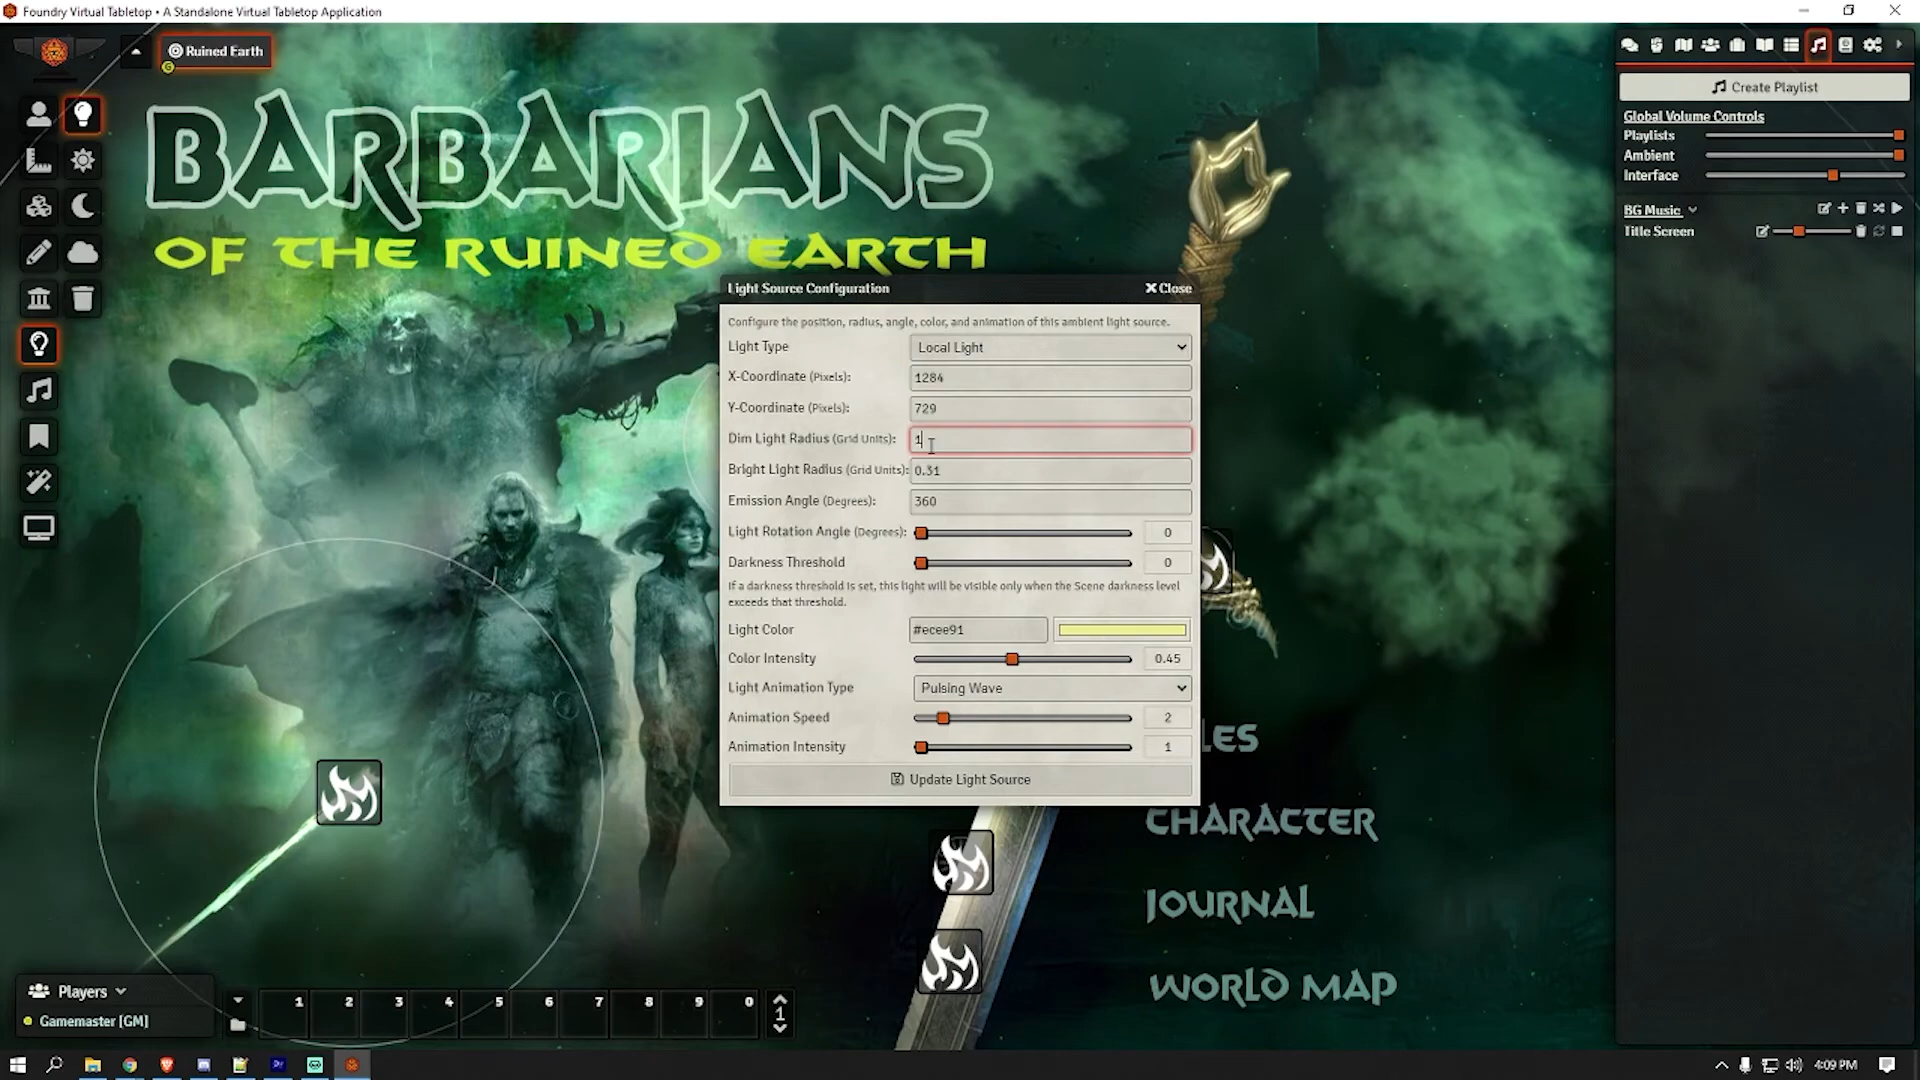 Foundry Virtual Tabletop • A Standalone Virtual Tabletop Application
Ruined Earth
G
BARBARIANS
OF THE RUINED EARTH
Create Playlist
Global Volume Controls
Playlists
Ambient
Interface
BG Music
Title Screen
Light Source Configuration
Close
Configure the position, radius, angle, color, and animation of this ambient light source.
Light Type Local Light
X-Coordinate (Pixels): 1284
Y-Coordinate (Pixels): 729
Dim Light Radius (Grid Units): 1
Bright Light Radius (Grid Units): 0.31
Emission Angle (Degrees): 360
Light Rotation Angle (Degrees): 0
Darkness Threshold 0
If a darkness threshold is set, this light will be visible only when the Scene darkness level
exceeds that threshold.
Light Color #ecee91
Color Intensity 0.45
Light Animation Type Pulsing Wave
Animation Speed 2
Animation Intensity 1
Update Light Source
LES
CHARACTER
JOURNAL
WORLD MAP
Players
Gamemaster [GM]
1 2 3 4 5 6 7 8 9 0
1
4:09 PM